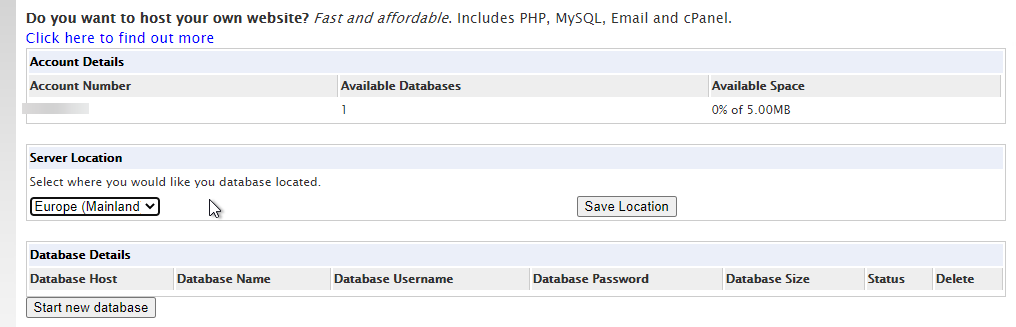 Do you want to host your own website? Fast and affordable. Includes PHP, MySQL, Email and cPanel.
Click here to find out more
Account Details
Account Number Available Databases Available Space
1 0% of 5.00MB
Server Location
Select where you would like you database located.
Europe (Mainland Save Location
Database Details
Database Host Database Name Database Username Database Password Database Size Status Delete
Start new database